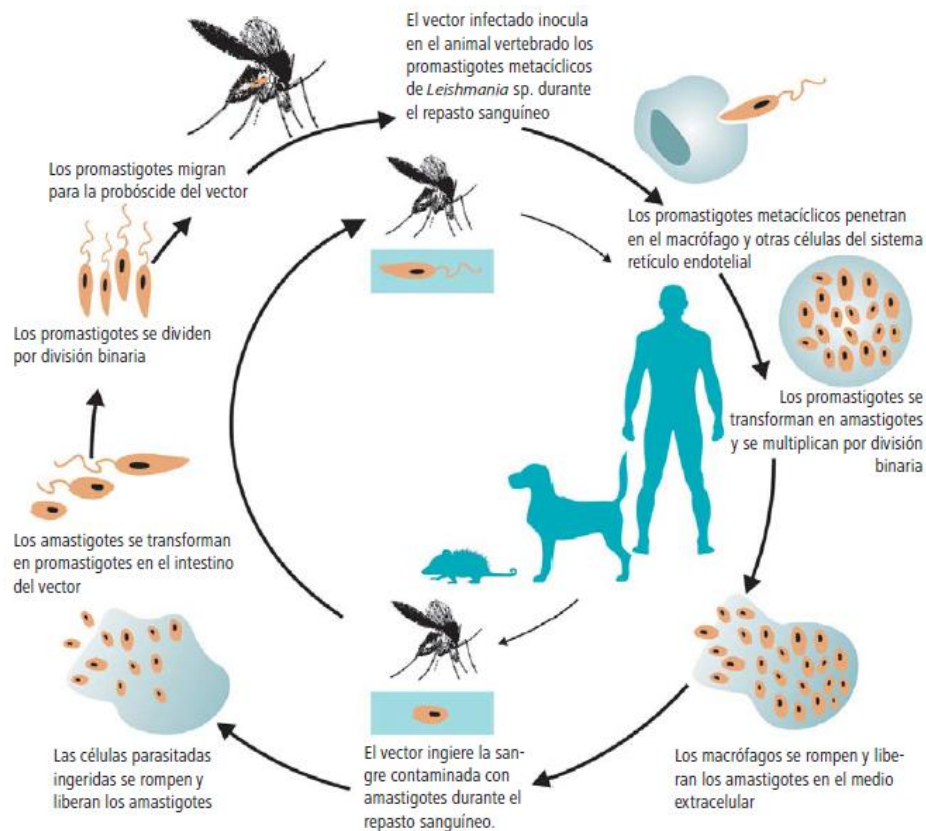 El vector infectado inocula
en el animal vertebrado los
promastigotes metacíclicos
de Leishmania sp. durante
el repasto sanguíneo
Los promastigotes metacíclicos penetran
en el macrófago y otras células del sistema
retículo endotelial
Los promastigotes se
transforman en amastigotes
y se multiplican por división
binaria
Los macrófagos se rompen y libe-
ran los amastigotes en el medio
extracelular
El vector ingiere la san-
gre contaminada con
amastigotes durante el
repasto sanguíneo.
Las células parasitadas
ingeridas se rompen y
liberan los amastigotes
Los amastigotes se transforman
en promastigotes en el intestino
del vector
Los promastigotes se dividen
por división binaria
Los promastigotes migran
para la probóscide del vector